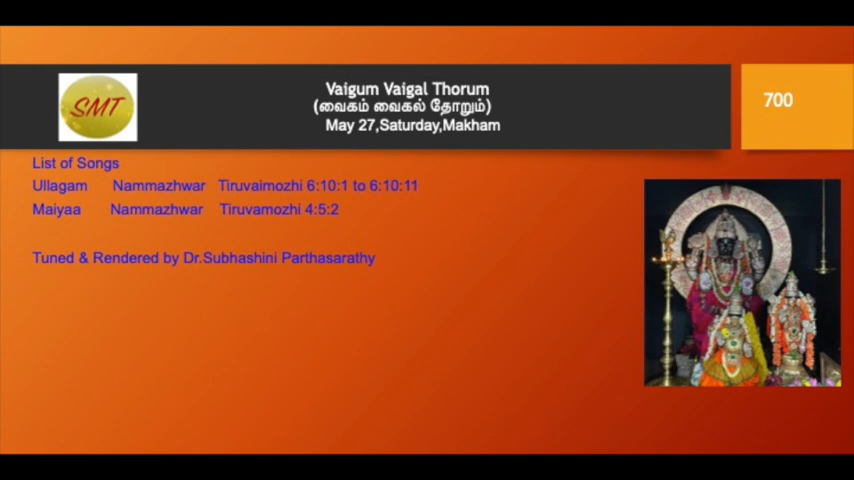 SMT
Vaigum Vaigal Thorum
(வைகம் வைகல் தோறும்)
May 27,Saturday,Makham
700
List of Songs
Ullagam Nammazhwar Tiruvaimozhi 6:10:1 to 6:10:11
Maiyaa Nammazhwar Tiruvamozhi 4:5:2
Tuned & Rendered by Dr.Subhashini Parthasarathy